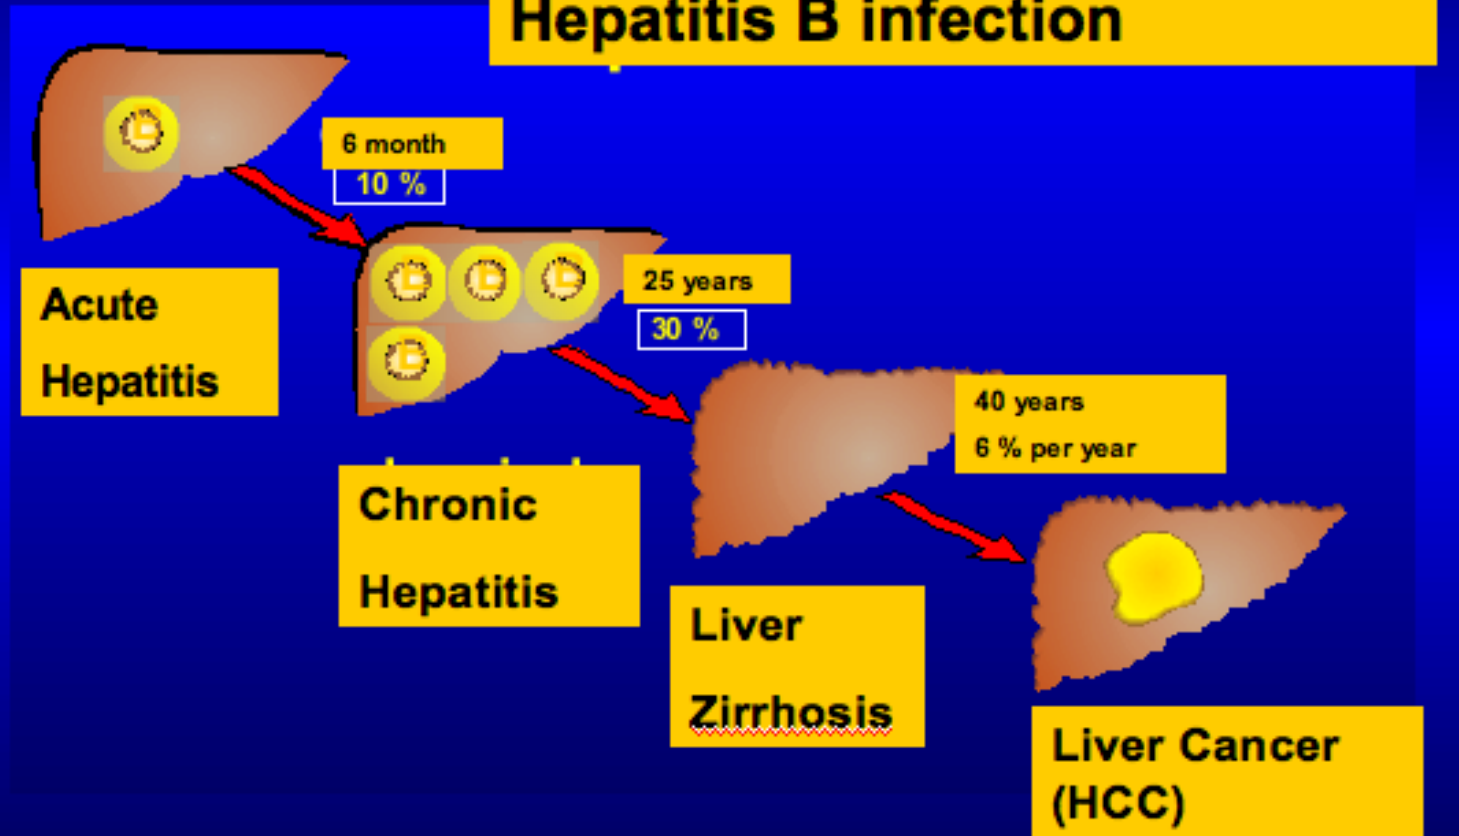 Hepatitis B infection
6 month
10 %
Acute
Hepatitis
25 years
30 %
Chronic
Hepatitis
40 years
6 % per year
Liver
Zirrhosis
Liver Cancer
(HCC)